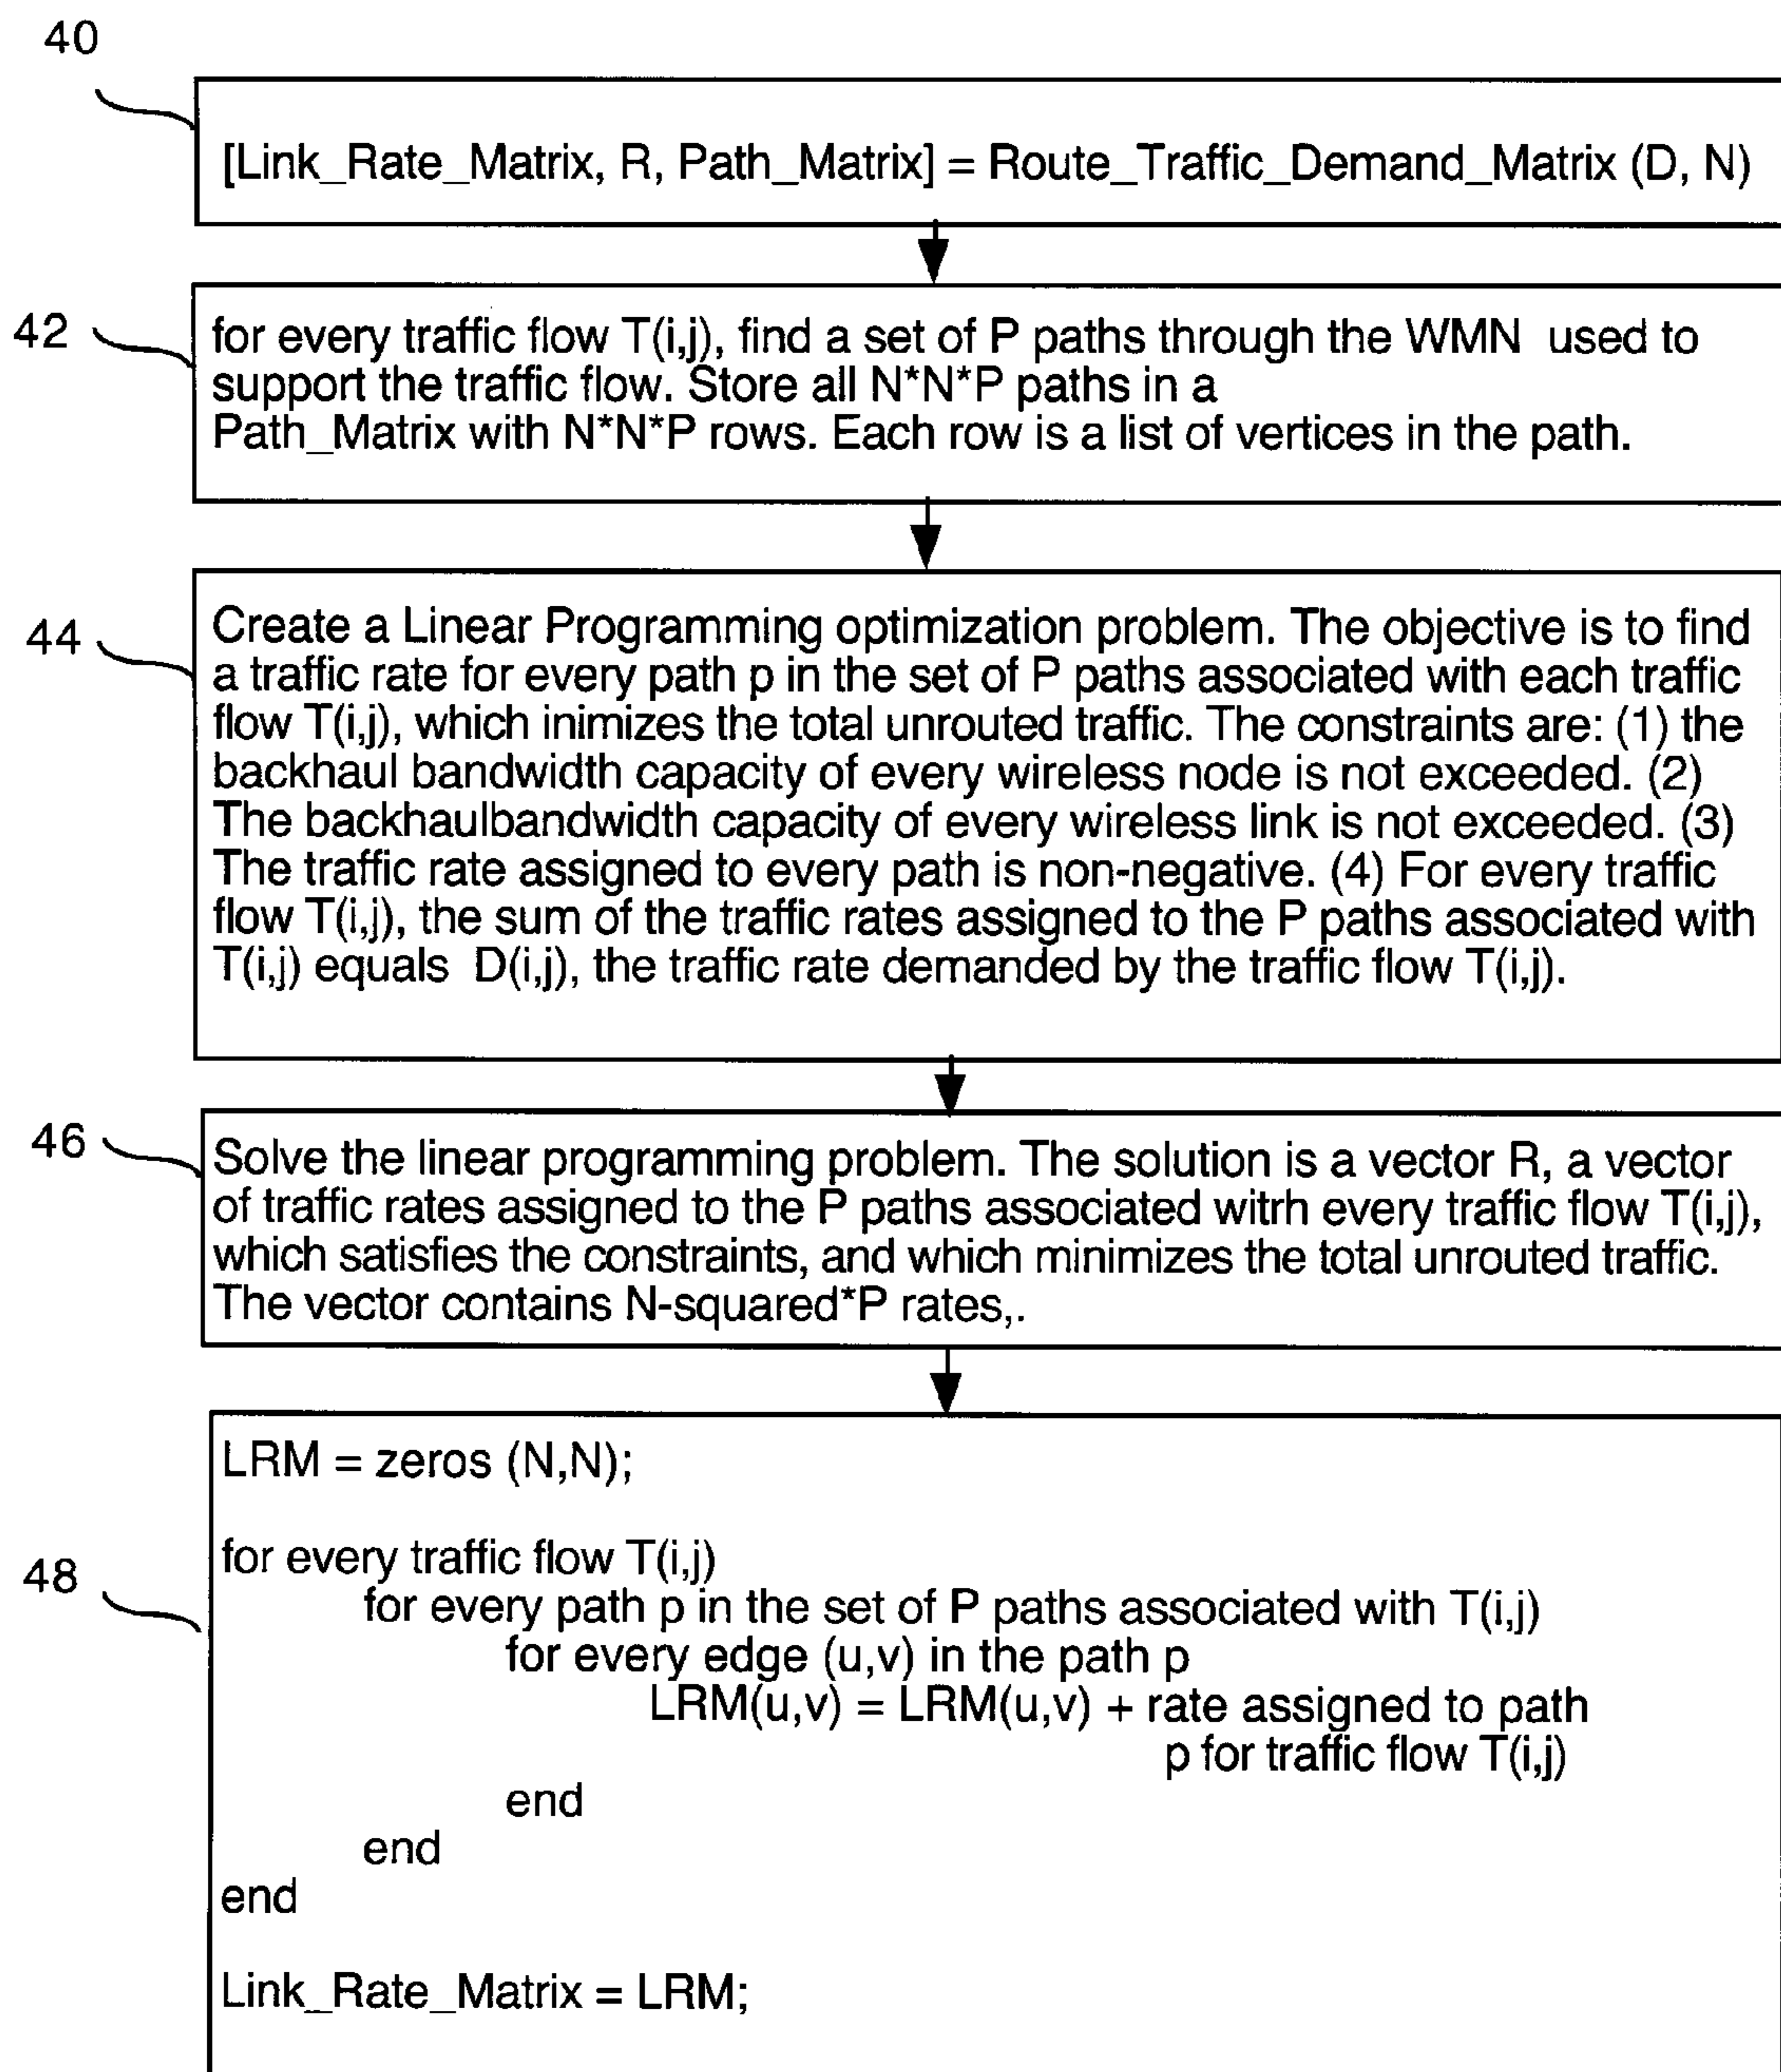 40
[Link_Rate_Matrix, R, Path_Matrix] = Route_Traffic_Demand_Matrix (D, N)
42
for every traffic flow T(i,j), find a set of P paths through the WMN used to
support the traffic flow. Store all N*N*P paths in a
Path_Matrix with N*N*P rows. Each row is a list of vertices in the path.
44
Create a Linear Programming optimization problem. The objective is to find
a traffic rate for every path p in the set of P paths associated with each traffic
flow T(i,j), which inimizes the total unrouted traffic. The constraints are: (1) the
backhaul bandwidth capacity of every wireless node is not exceeded. (2)
The backhaulbandwidth capacity of every wireless link is not exceeded. (3)
The traffic rate assigned to every path is non-negative. (4) For every traffic
flow T(i,j), the sum of the traffic rates assigned to the P paths associated with
T(i,j) equals D(i,j), the traffic rate demanded by the traffic flow T(i,j).
46
Solve the linear programming problem. The solution is a vector R, a vector
of traffic rates assigned to the P paths associated witrh every traffic flow T(i,j),
which satisfies the constraints, and which minimizes the total unrouted traffic.
The vector contains N-squared*P rates,.
48
LRM = zeros (N,N);
for every traffic flow T(i,j)
for every path p in the set of P paths associated with T(i,j)
for every edge (u,v) in the path p
LRM(u,v) = LRM(u,v) + rate assigned to path
p for traffic flow T(i,j)
end
end
end
Link_Rate_Matrix = LRM;